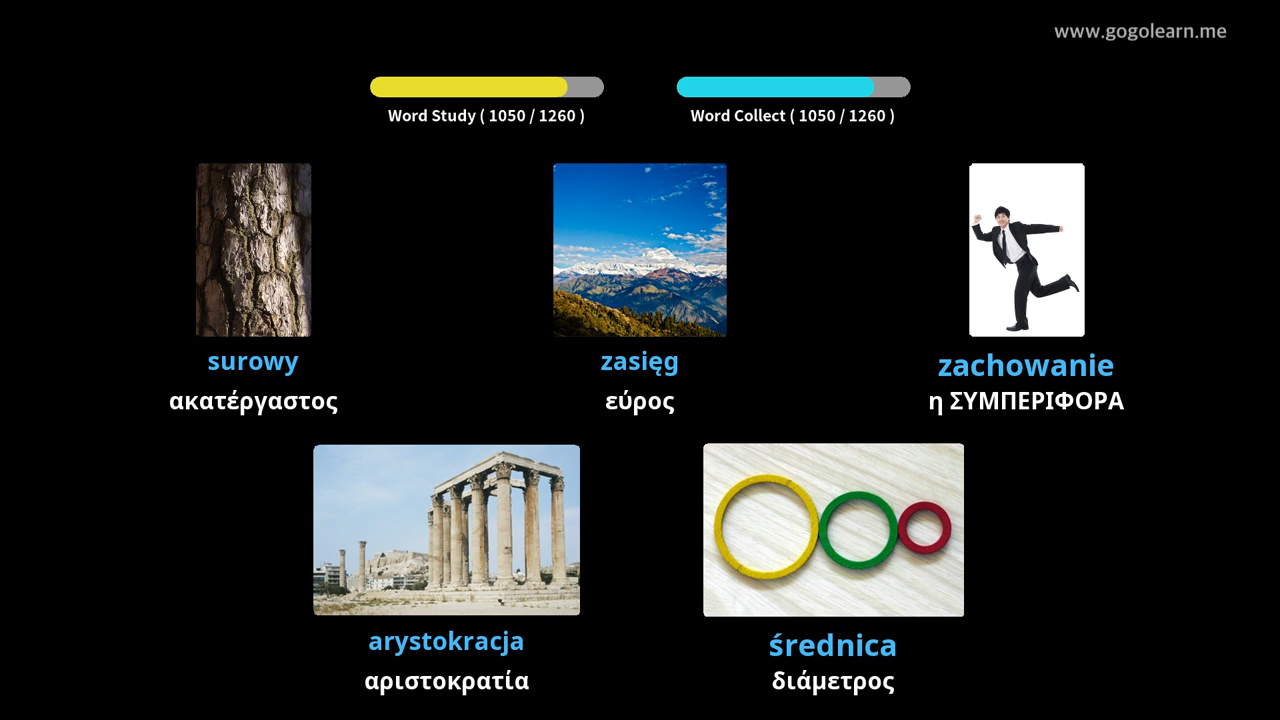 www.gogolearn.me
Word Study ( 1050 / 1260 )
Word Collect ( 1050 / 1260 )
surowy
ακατέργαστος
zasięg
εύρος
zachowanie
η ΣΥΜΠΕΡΙΦΟΡΑ
arystokracja
αριστοκρατία
średnica
διάμετρος